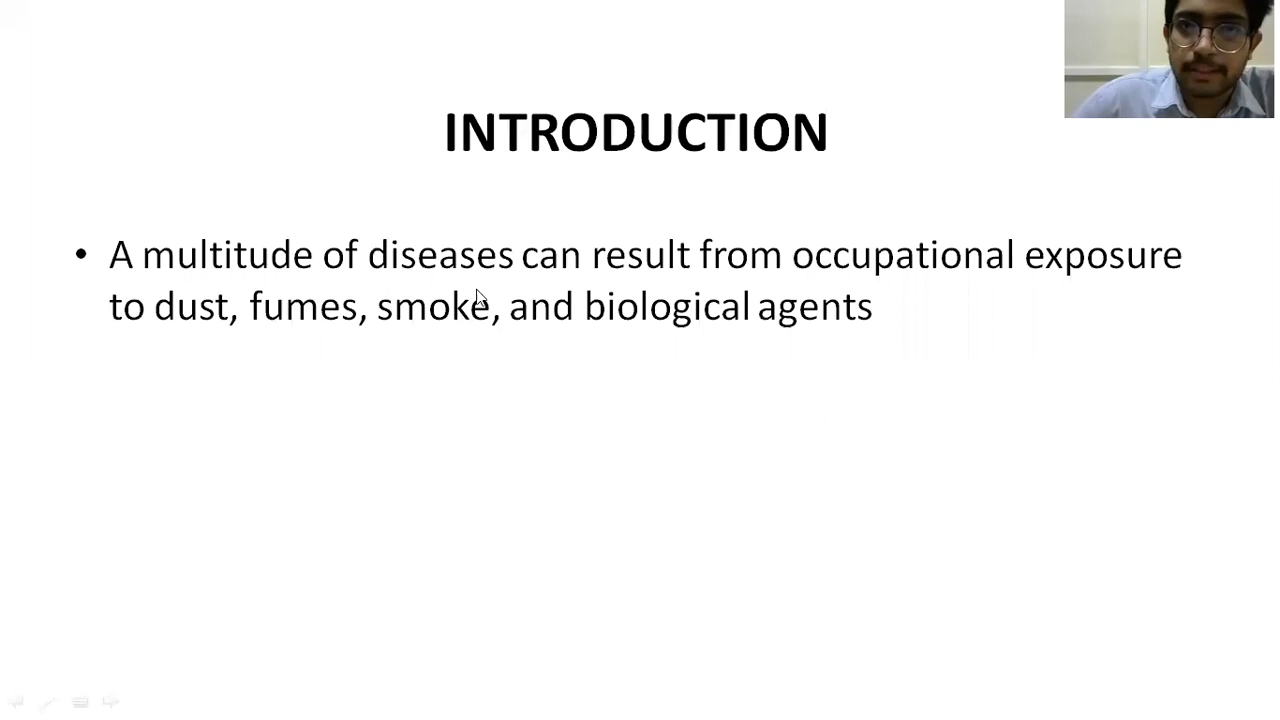 INTRODUCTION
• A multitude of diseases can result from occupational exposure
to dust, fumes, smoke, and biological agents